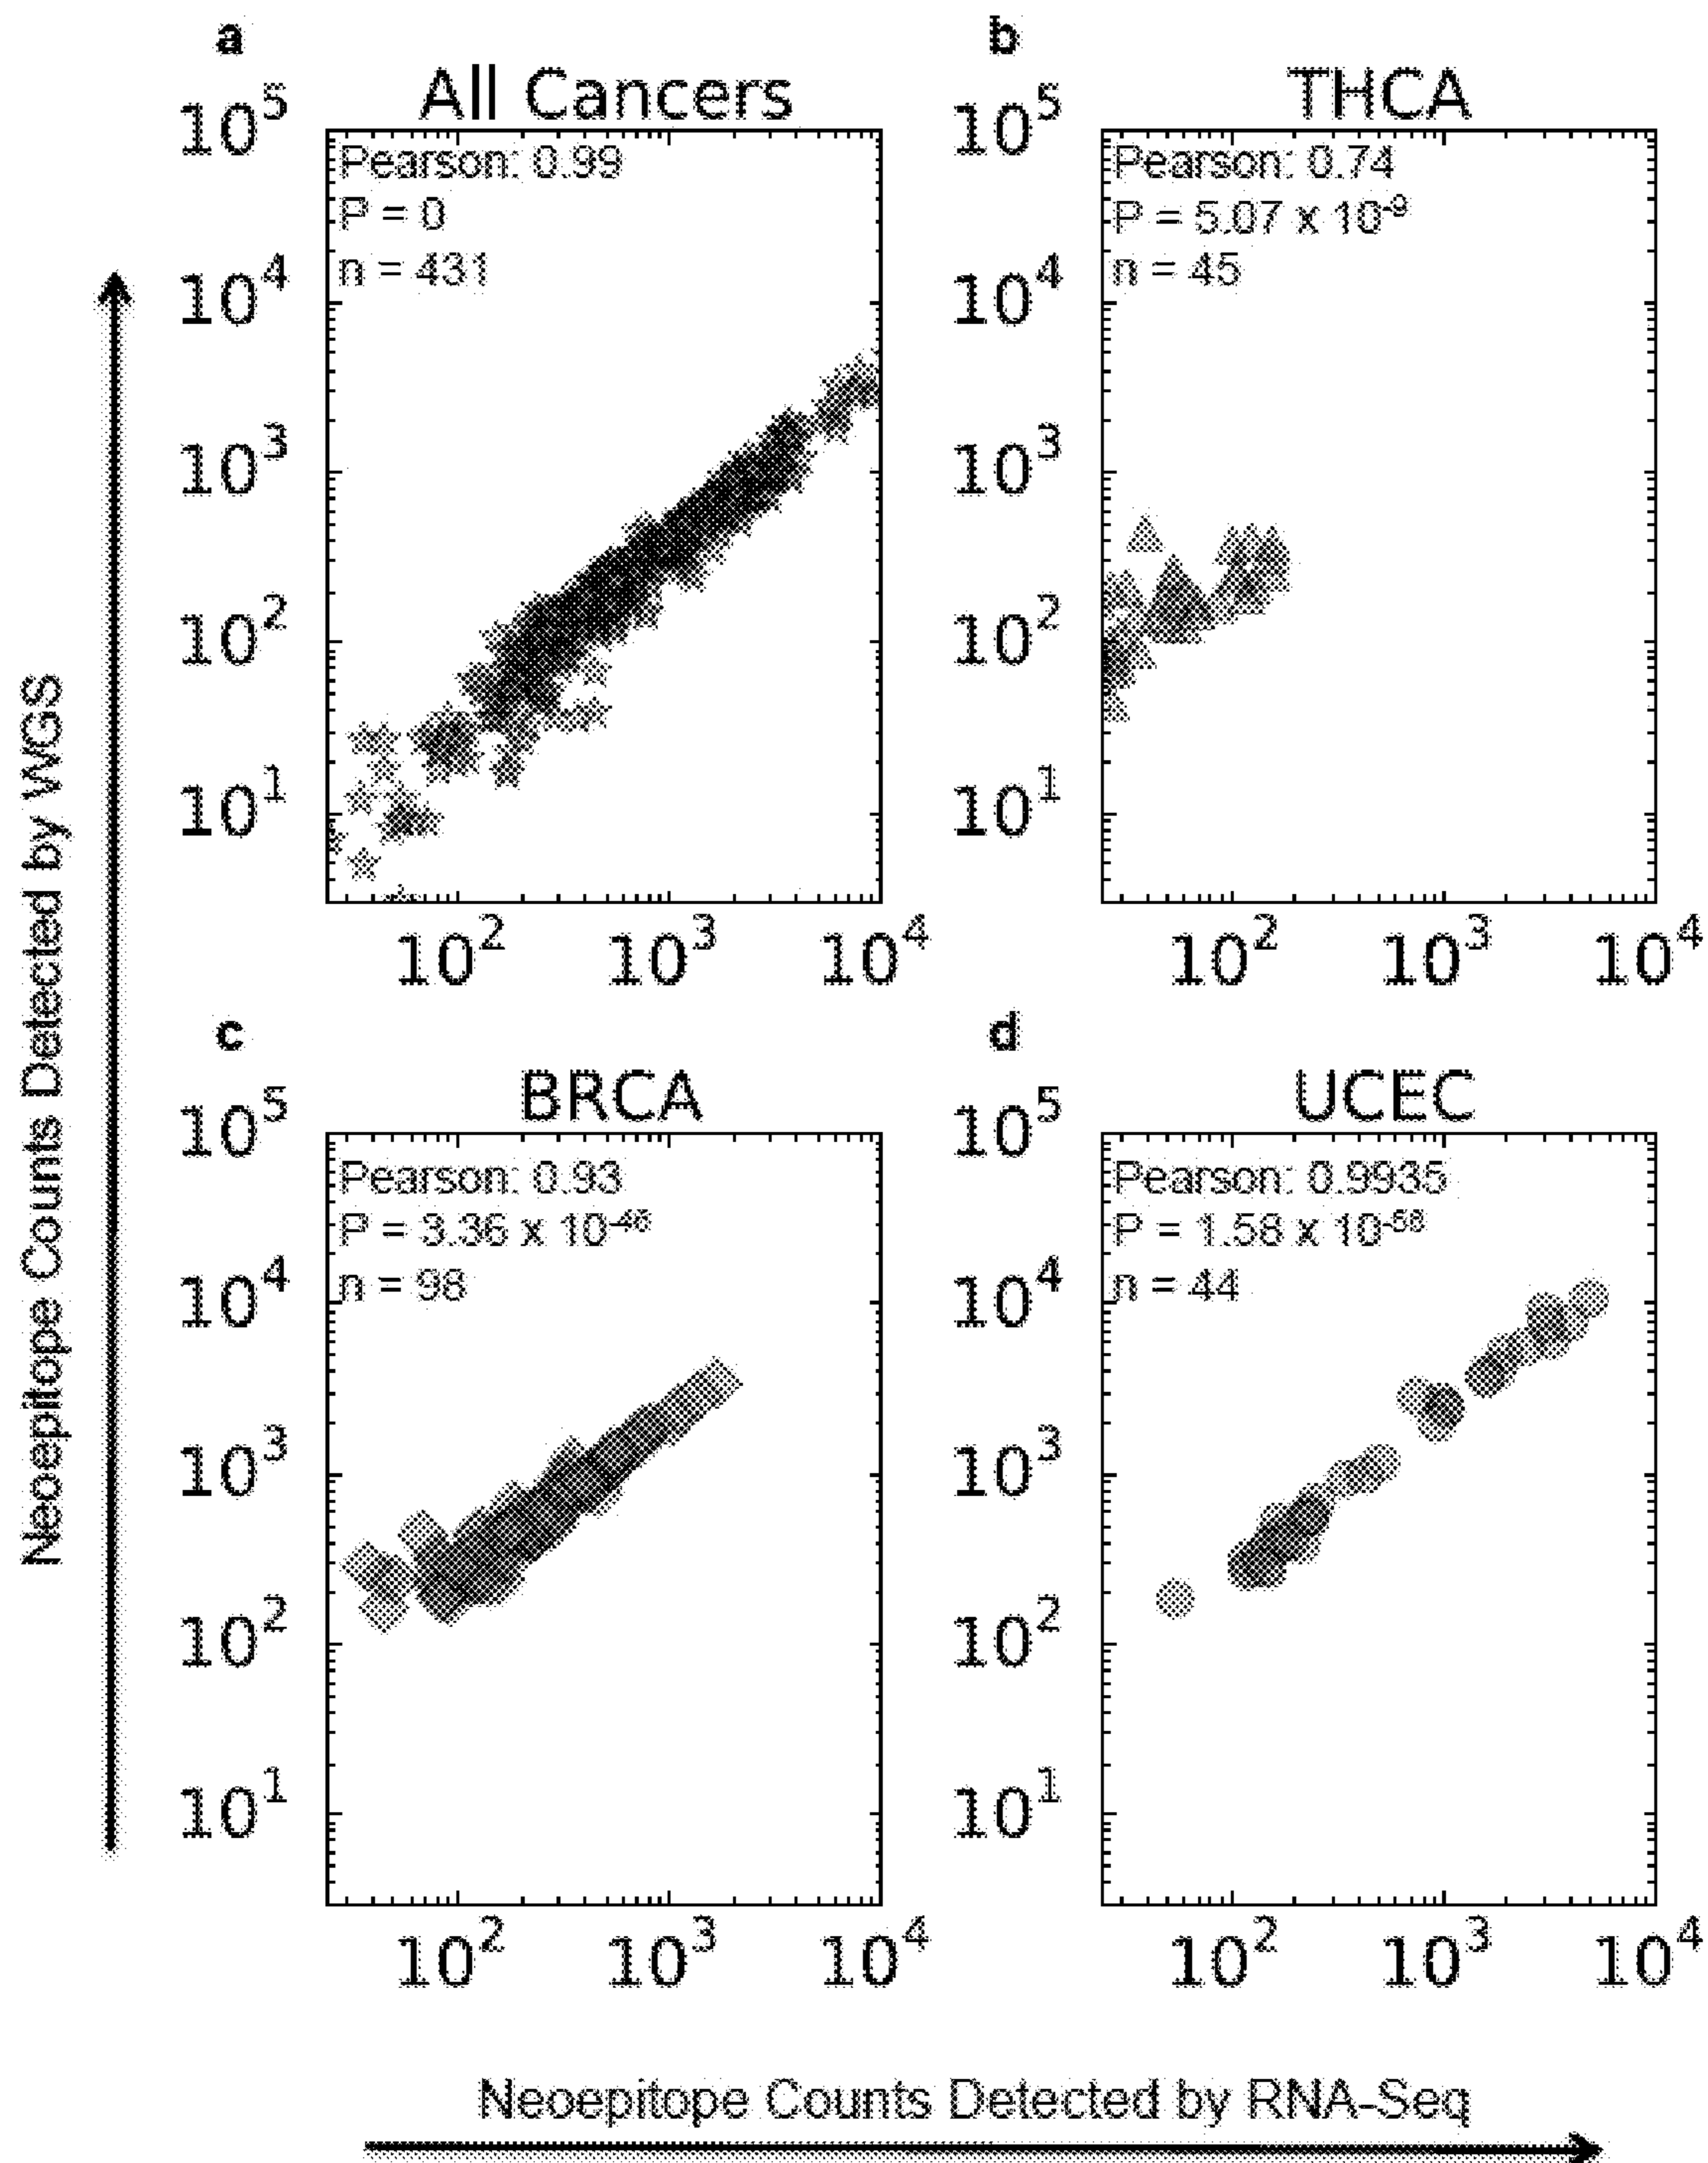 a
b
All Cancers
THCA
10^5
Pearson: 0.99
P = 0
n = 431
10^4
10^3
10^2
10^1
10^2
10^3
10^4
10^5
Pearson: 0.74
P = 5.07 x 10^-9
n = 45
10^4
10^3
10^2
10^1
10^2
10^3
10^4
c
d
BRCA
UCEC
10^5
Pearson: 0.93
P = 3.36 x 10
n = 98
10^4
10^3
10^2
10^1
10^2
10^3
10^4
10^5
Pearson: 0.9935
P = 1.58 x 10
n = 44
10^4
10^3
10^2
10^1
10^2
10^3
10^4
Neoepitope Counts Detected by WGS
Neoepitope Counts Detected by RNA-Seq